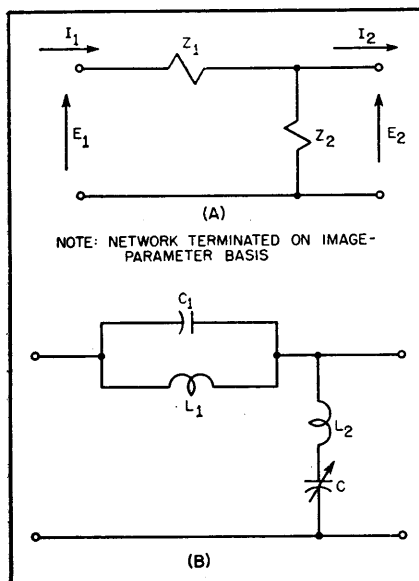 I₁
Z₁
I₂
E₁
Z₂
E₂
(A)
NOTE: NETWORK TERMINATED ON IMAGE-
PARAMETER BASIS
C₁
L₁
L₂
C
(B)